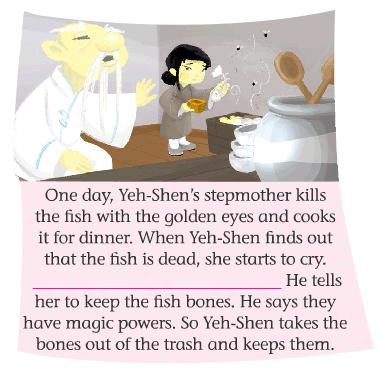 One day, Yeh-Shen's stepmother kills
the fish with the golden eyes and cooks
it for dinner. When Yeh-Shen finds out
that the fish is dead, she starts to cry.
He tells
her to keep the fish bones. He says they
have magic powers. So Yeh-Shen takes the
bones out of the trash and keeps them.